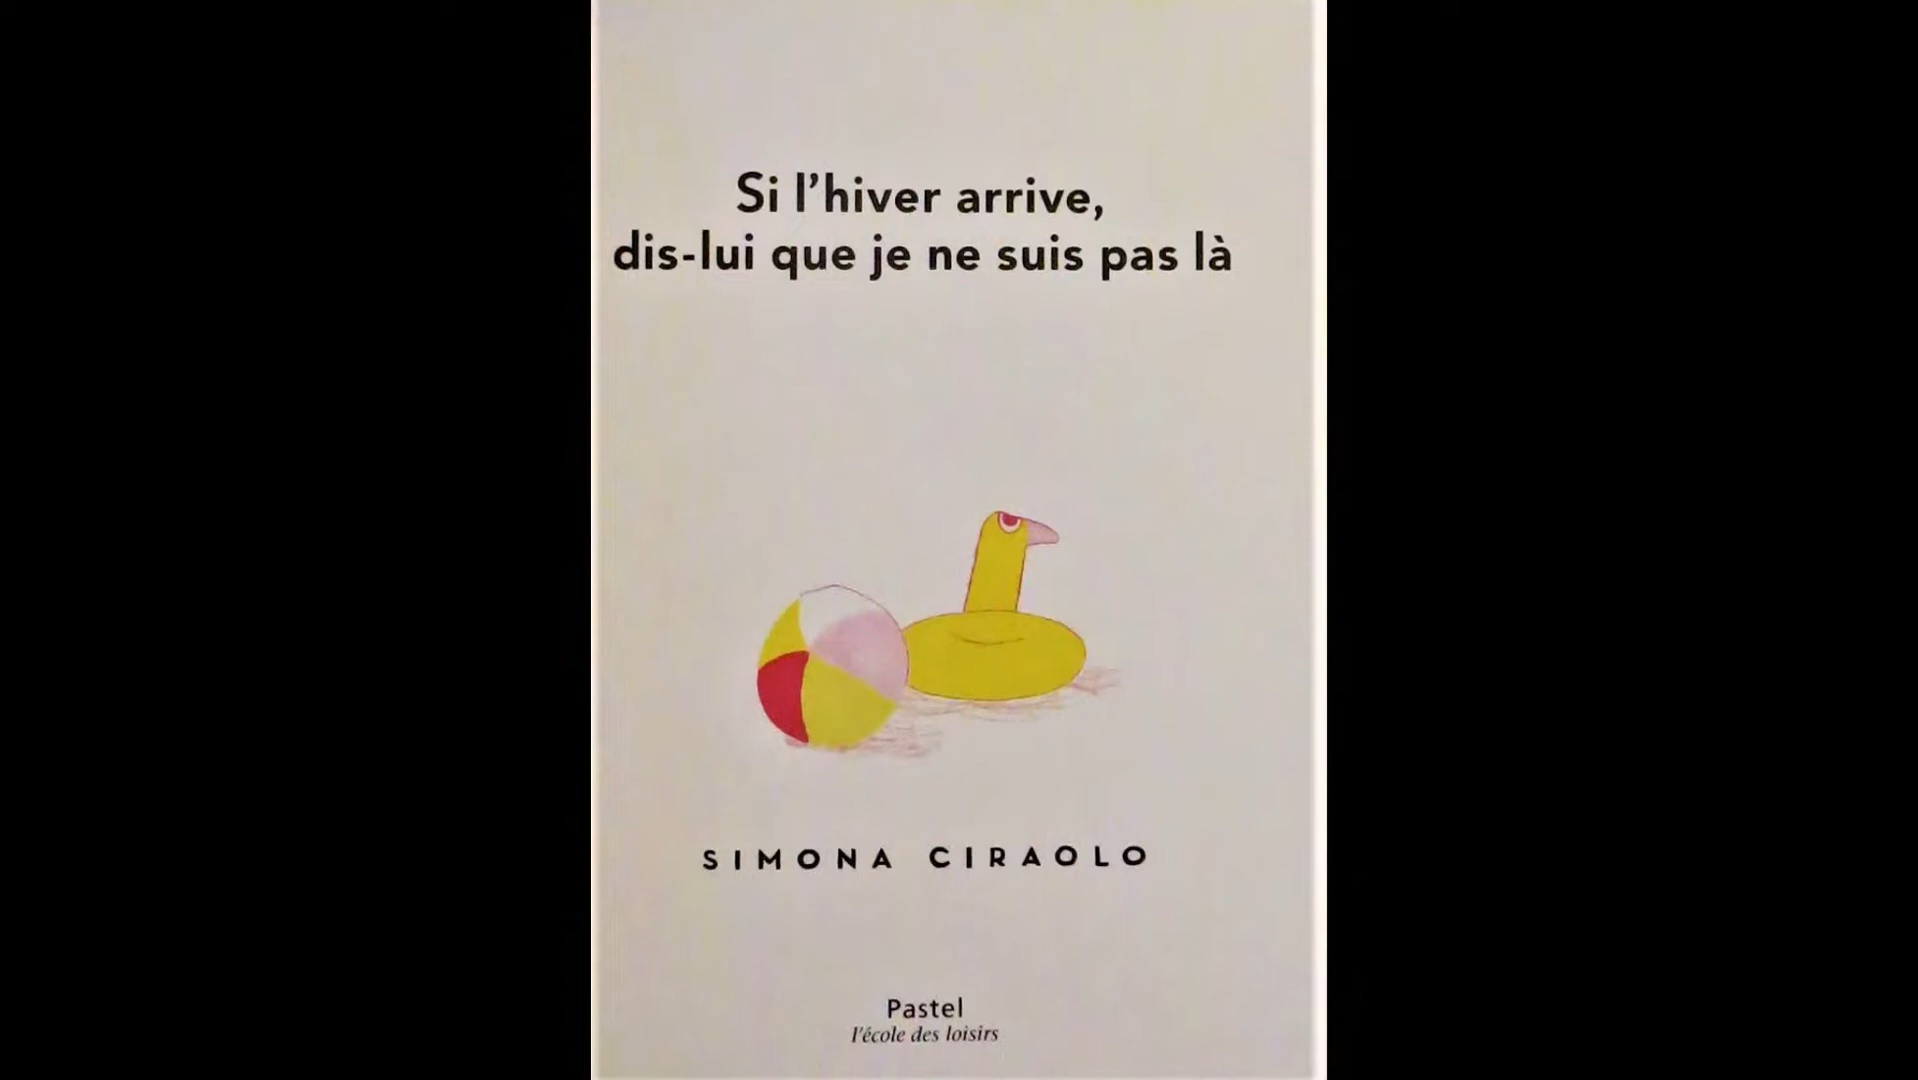 Si l'hiver arrive,
dis-lui que je ne suis pas là
SIMONA CIRAOLO
Pastel
l'école des loisirs